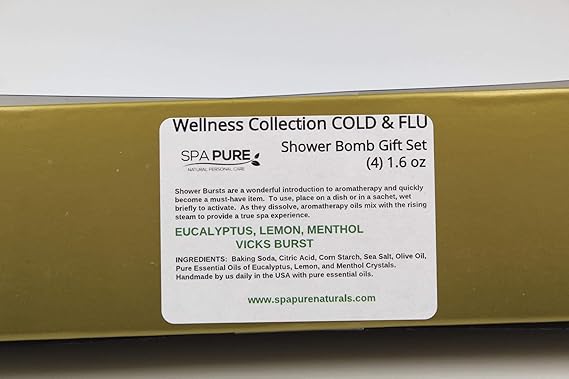 Wellness Collection COLD & FLU
SPA PURE
NATURAL PERSONAL CARE
Shower Bomb Gift Set
(4) 1.6 oz
Shower Bursts are a wonderful introduction to aromatherapy and quickly
become a must-have item. To use, place on a dish or in a sachet, wet
briefly to activate. As they dissolve, aromatherapy oils mix with the rising
steam to provide a true spa experience.
EUCALYPTUS, LEMON, MENTHOL
VICKS BURST
INGREDIENTS: Baking Soda, Citric Acid, Corn Starch, Sea Salt, Olive Oil,
Pure Essential Oils of Eucalyptus, Lemon, and Menthol Crystals.
Handmade by us daily in the USA with pure essential oils.
www.spapurenaturals.com